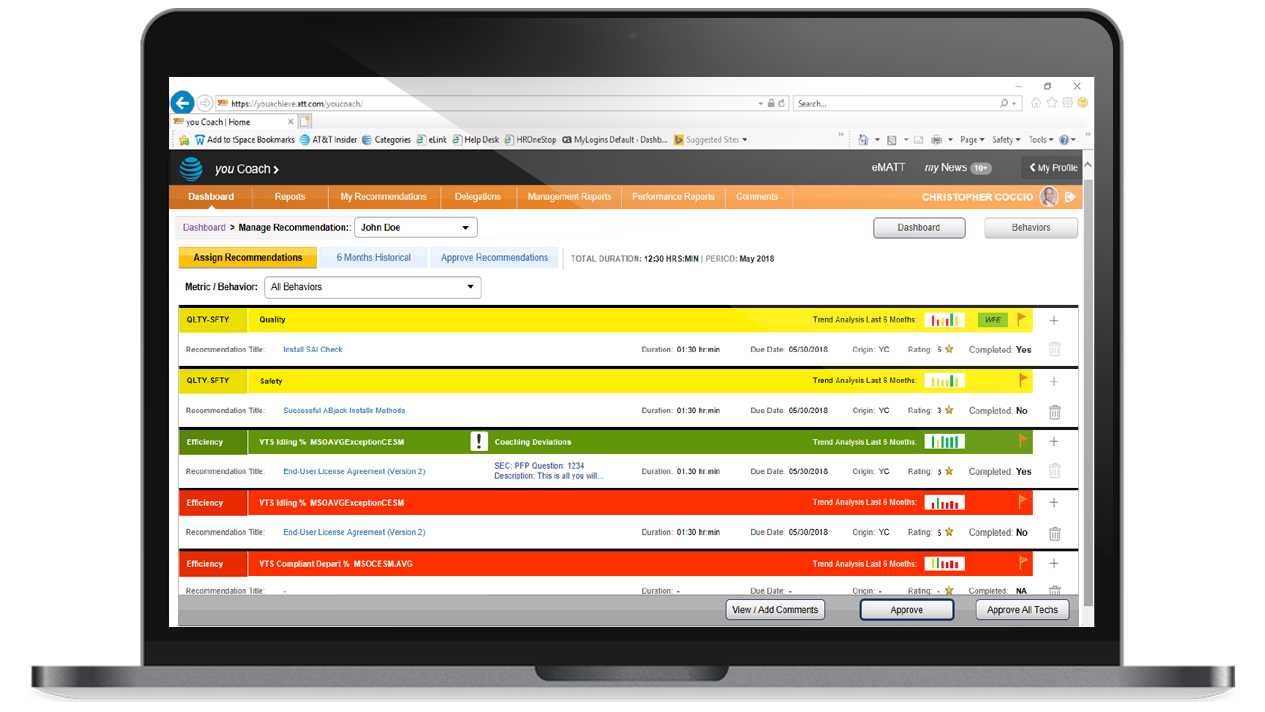 https://youachieve.att.com/youcoach/
Search...
you Coach | Home
Add to tSpace Bookmarks AT&T Insider Categories eLink Help Desk HROneStop MyLogins Default - Dashb... Suggested Sites
Page Safety Tools
you Coach
eMATT my News 10+ My Profile
Dashboard Reports My Recommendations Delegations Management Reports Performance Reports Comments CHRISTOPHER COCCIO
Dashboard > Manage Recommendation:: John Doe Dashboard Behaviors
Assign Recommendations 6 Months Historical Approve Recommendations TOTAL DURATION: 12:30 HRS:MIN | PERIOD: May 2018
Metric / Behavior: All Behaviors
QLTY-SFTY Quality Trend Analysis Last 6 Months: WFE
Recommendation Title: Install SAI Check Duration: 01:30 hr:min Due Date: 05/30/2018 Origin: YC Rating: 5 Completed: Yes
QLTY-SFTY Safety Trend Analysis Last 6 Months:
Recommendation Title: Successful ABjack Installs Methods Duration: 01:30 hr:min Due Date: 05/30/2018 Origin: YC Rating: 3 Completed: No
Efficiency VTS Idling % MSOAVGExceptionCESM ! Coaching Deviations Trend Analysis Last 6 Months:
Recommendation Title: End-User License Agreement (Version 2) SEC: PFP Question 1234 Duration: 01:30 hr:min Due Date: 05/30/2018 Origin: YC Rating: 3 Completed: Yes
Description: This is all you will...
Efficiency VTS Idling % MSOAVGExceptionCESM Trend Analysis Last 6 Months:
Recommendation Title: End-User License Agreement (Version 2) Duration: 01:30 hr:min Due Date: 05/30/2018 Origin: YC Rating: 5 Completed: No
Efficiency VTS Compliant Depart % MSOCESM.AVG Trend Analysis Last 6 Months:
Recommendation Title: - Duration: - Due Date: - Origin: - Rating: - Completed: NA
View / Add Comments Approve Approve All Techs